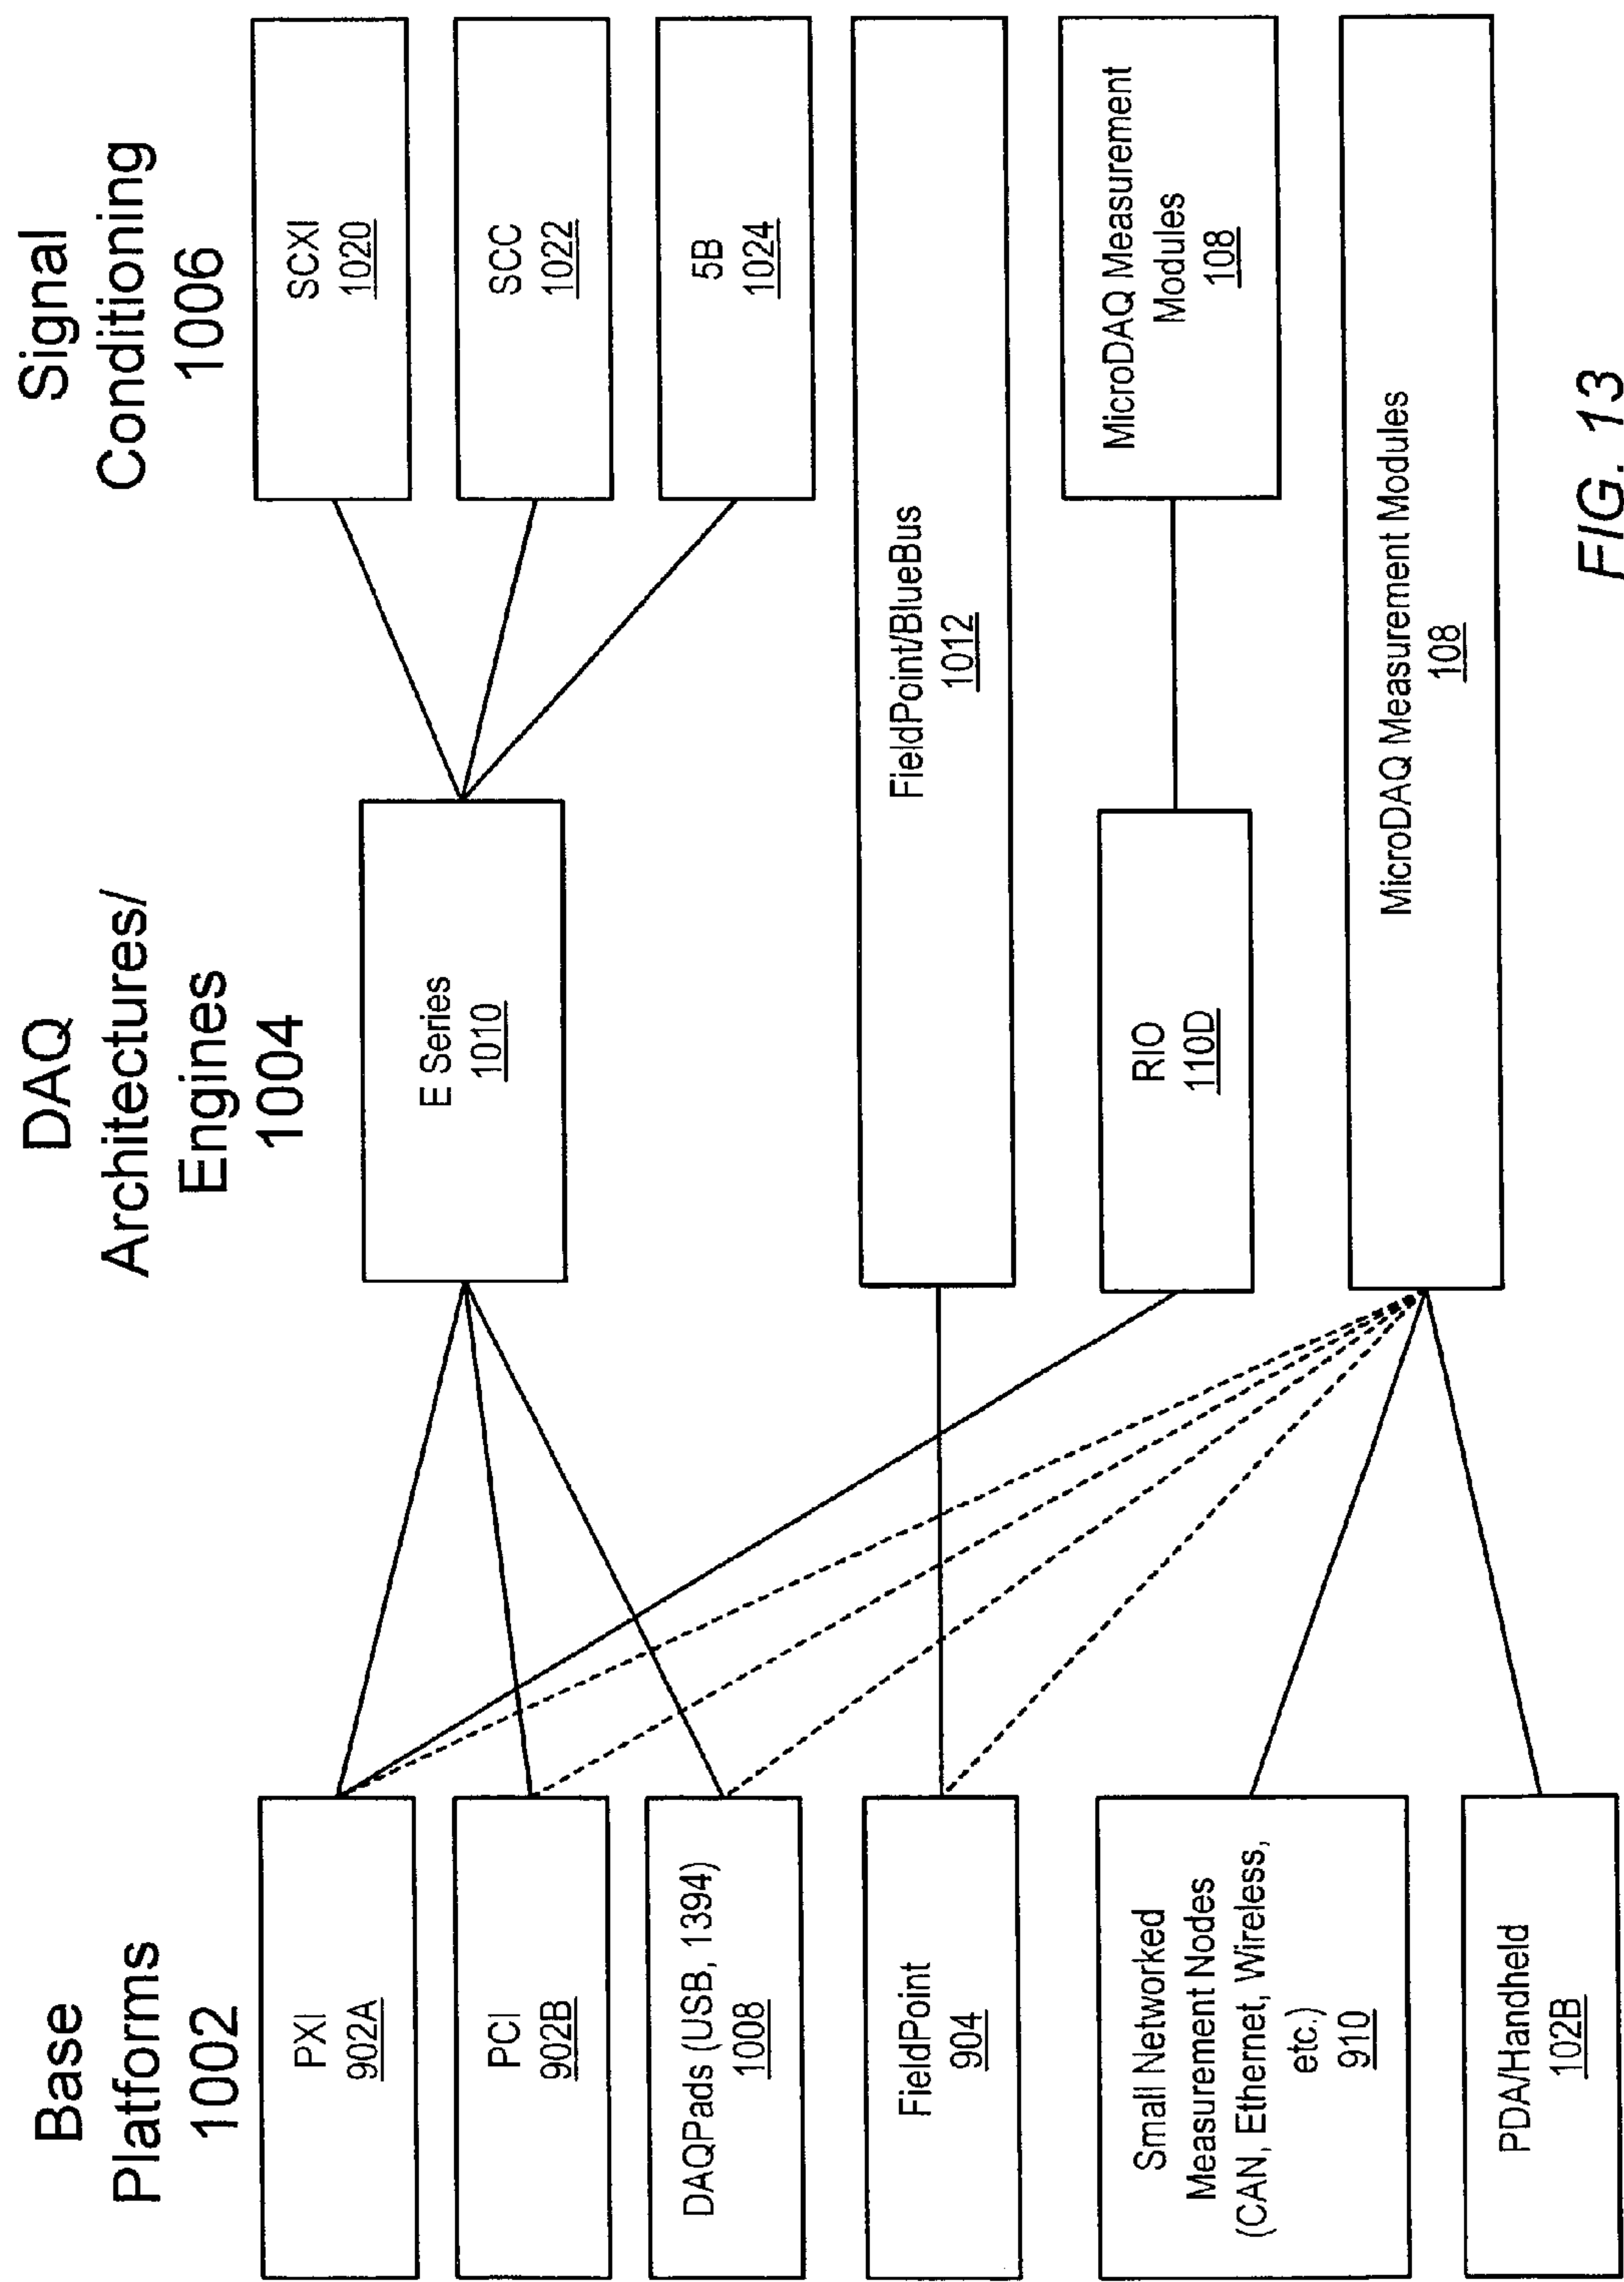 Base
Platforms
1002
DAQ
Architectures/
Engines
1004
Signal
Conditioning
1006
PXI
902A
PCI
902B
DAQPads (USB, 1394)
1008
FieldPoint
904
Small Networked
Measurement Nodes
(CAN, Ethernet, Wireless,
etc.)
910
PDA/Handheld
102B
E Series
1010
FieldPoint/BlueBus
1012
RIO
110D
MicroDAQ Measurement Modules
108
SCXI
1020
SCC
1022
5B
1024
MicroDAQ Measurement
Modules
108
FIG. 13